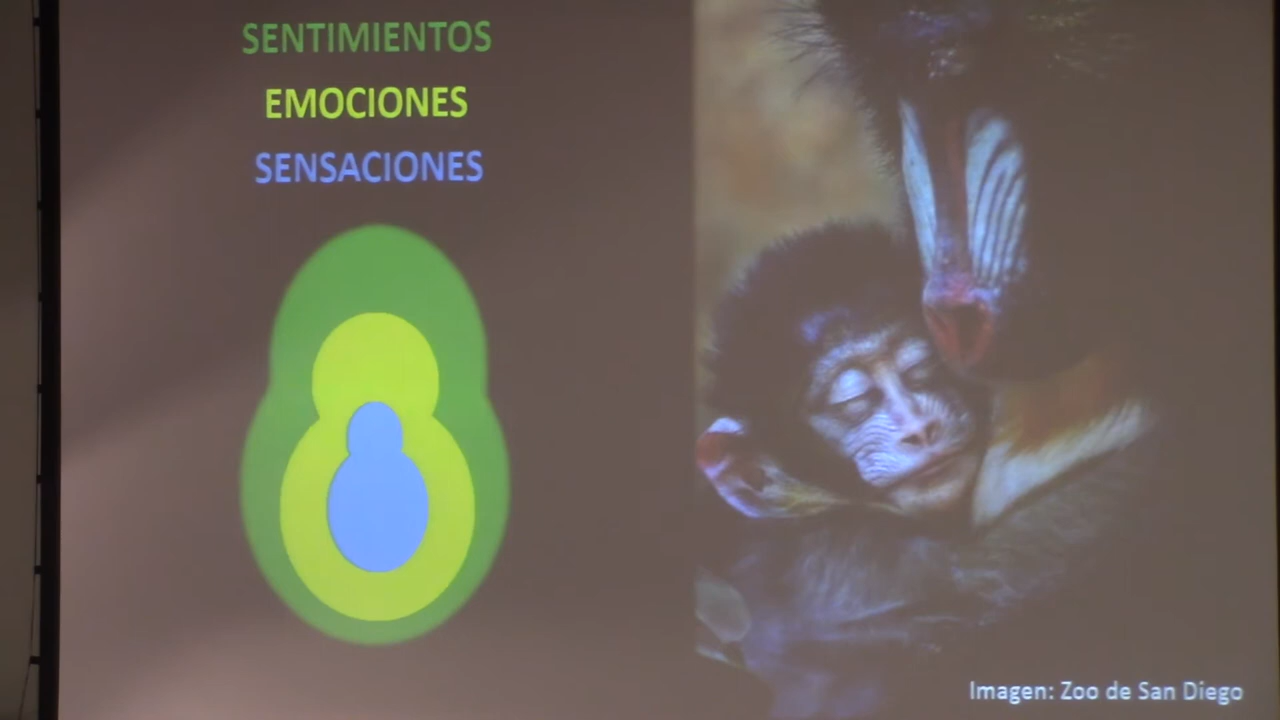 SENTIMIENTOS
EMOCIONES
SENSACIONES
Imagen: Zoo de San Diego